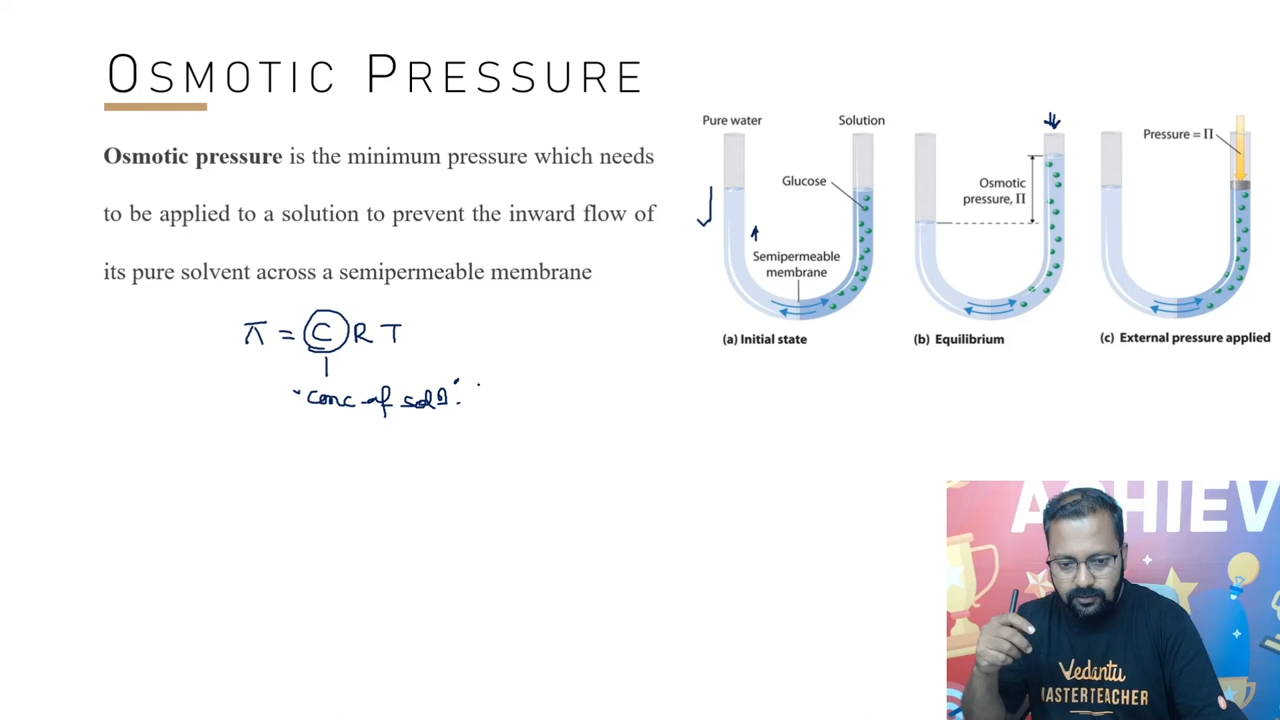 OSMOTIC PRESSURE
Osmotic pressure is the minimum pressure which needs
to be applied to a solution to prevent the inward flow of
its pure solvent across a semipermeable membrane
π = C R T
conc of solⁿ
Pure water
Solution
Glucose
Semipermeable
membrane
(a) Initial state
Osmotic
pressure, Π
(b) Equilibrium
Pressure = Π
(c) External pressure applied
ACHIEV
Vedantu
MASTERTEACHER